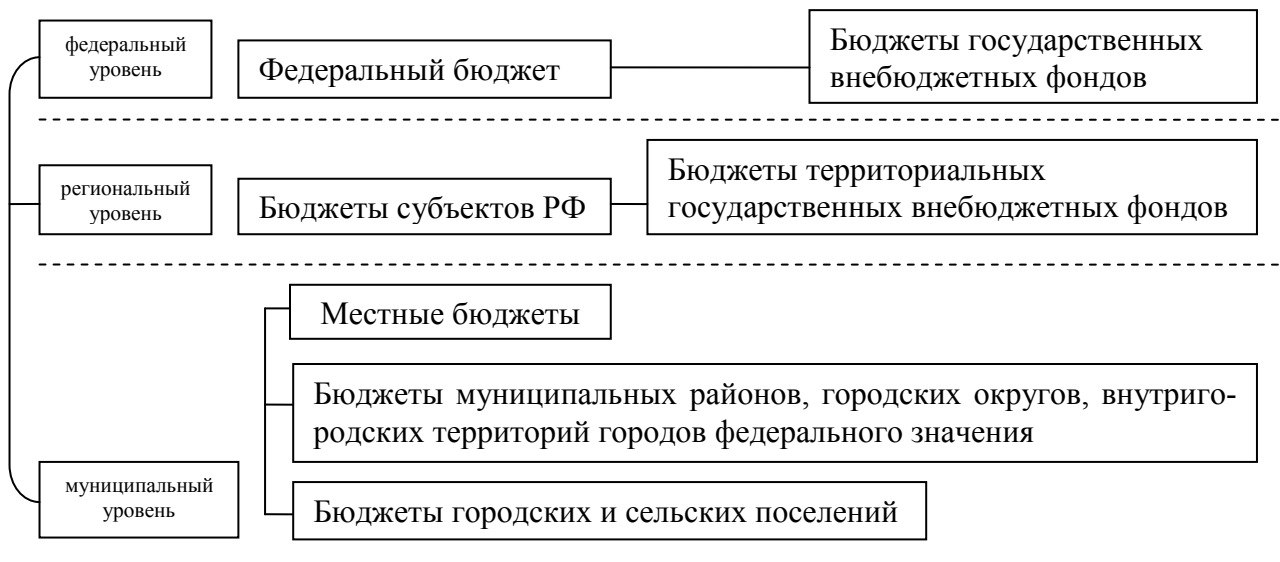 федеральный
уровень
Федеральный бюджет
Бюджеты государственных
внебюджетных фондов
региональный
уровень
Бюджеты субъектов РФ
Бюджеты территориальных
государственных внебюджетных фондов
Местные бюджеты
Бюджеты муниципальных районов, городских округов, внутриго-
родских территорий городов федерального значения
муниципальный
уровень
Бюджеты городских и сельских поселений